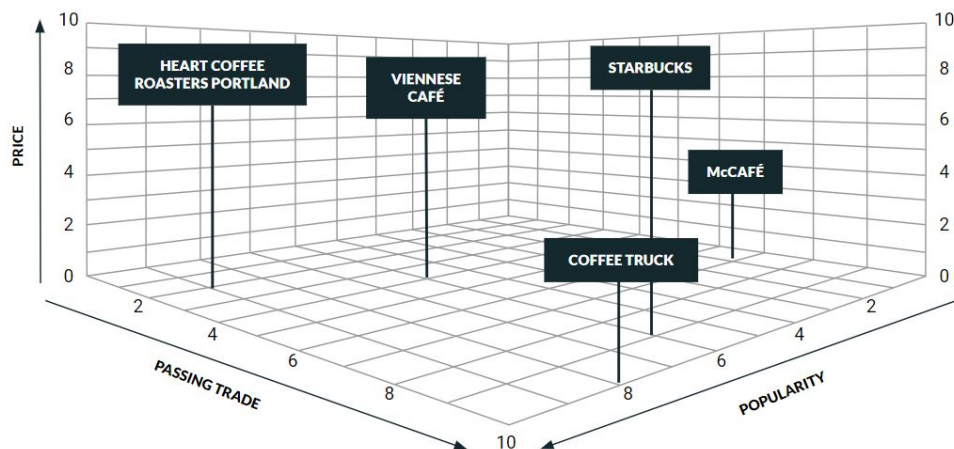 10
10
8
8
6
6
4
4
2
2
0
0
PRICE
HEART COFFEE
ROASTERS PORTLAND
VIENNESE
CAFÉ
STARBUCKS
McCAFÉ
COFFEE TRUCK
2
4
6
8
10
8
6
4
2
PASSING TRADE
POPULARITY